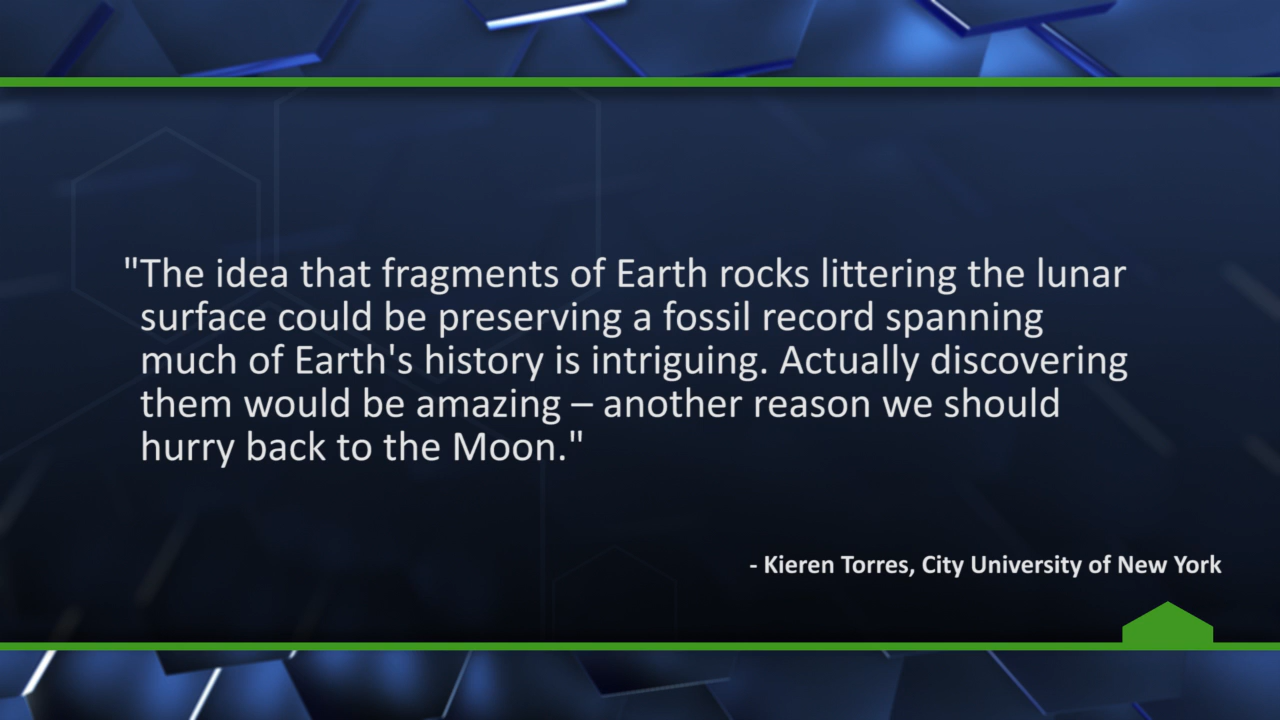 "The idea that fragments of Earth rocks littering the lunar
surface could be preserving a fossil record spanning
much of Earth's history is intriguing. Actually discovering
them would be amazing – another reason we should
hurry back to the Moon."
- Kieren Torres, City University of New York